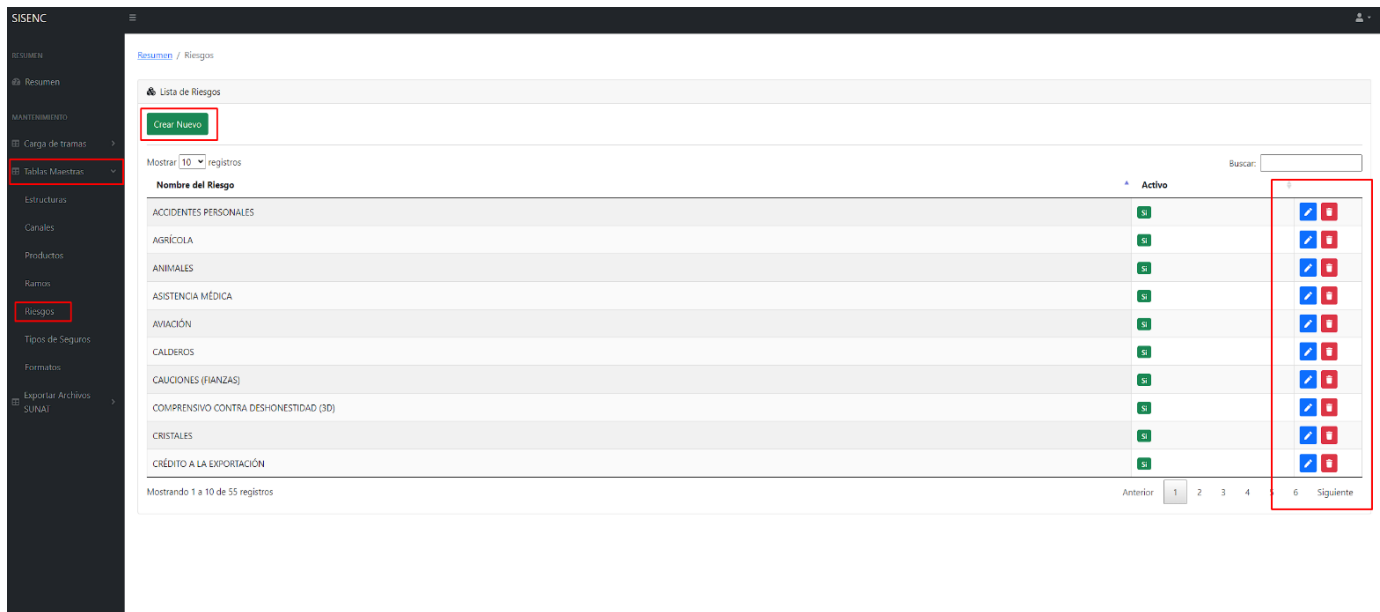 SISENC
RESUMEN
Resumen
MANTENIMIENTO
Carga de tramas
Tablas Maestras
Estructuras
Canales
Productos
Ramos
Riesgos
Tipos de Seguros
Formatos
Exportar Archivos
SUNAT
Resumen / Riesgos
Lista de Riesgos
Crear Nuevo
Mostrar 10 registros
Buscar:
Nombre del Riesgo Activo
ACCIDENTES PERSONALES Si
AGRÍCOLA Si
ANIMALES Si
ASISTENCIA MÉDICA Si
AVIACIÓN Si
CALDEROS Si
CAUCIONES (FIANZAS) Si
COMPRENSIVO CONTRA DESHONESTIDAD (3D) Si
CRISTALES Si
CRÉDITO A LA EXPORTACIÓN Si
Mostrando 1 a 10 de 55 registros
Anterior 1 2 3 4 5 6 Siguiente